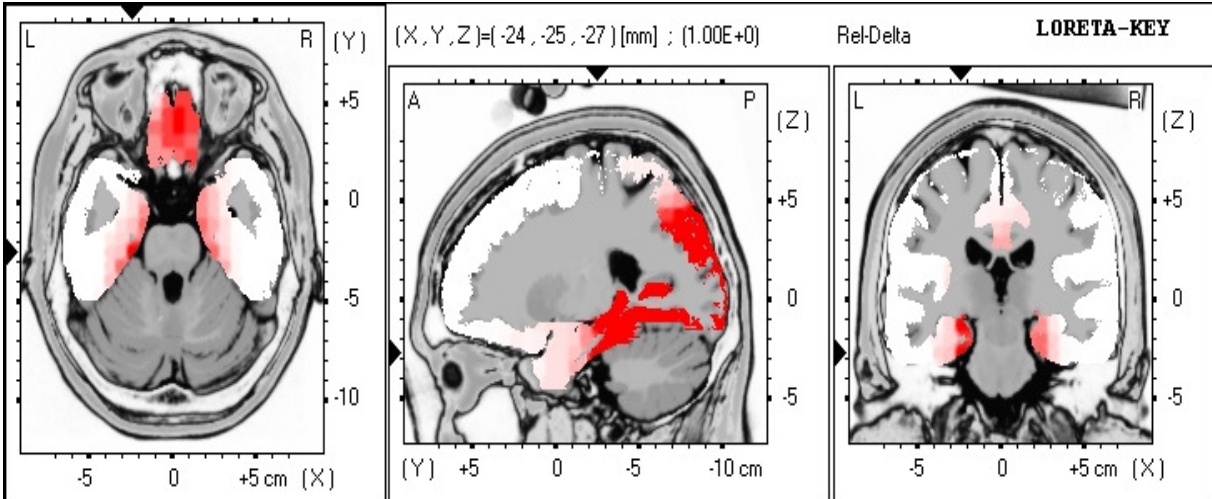 (X, Y, Z)=( -24 , -25 , -27 ) [mm] ; (1.00E+0) Rel-Delta LORETA-KEY
L R (Y)
+5
0
-5
-10
-5 0 +5 cm (X)
A P (Z)
+5
0
-5
(Y) +5 0 -5 -10 cm
L R (Z)
+5
0
-5
-5 0 +5 cm (X)